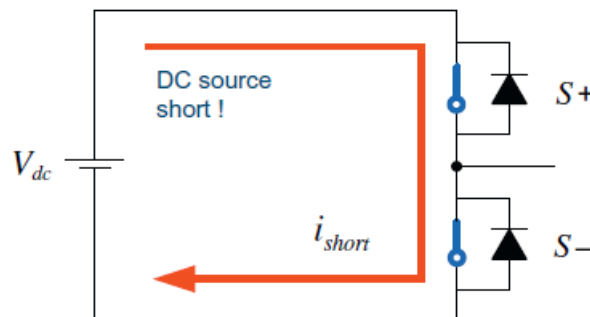 DC source
short !
S+
V_dc
i_short
S–